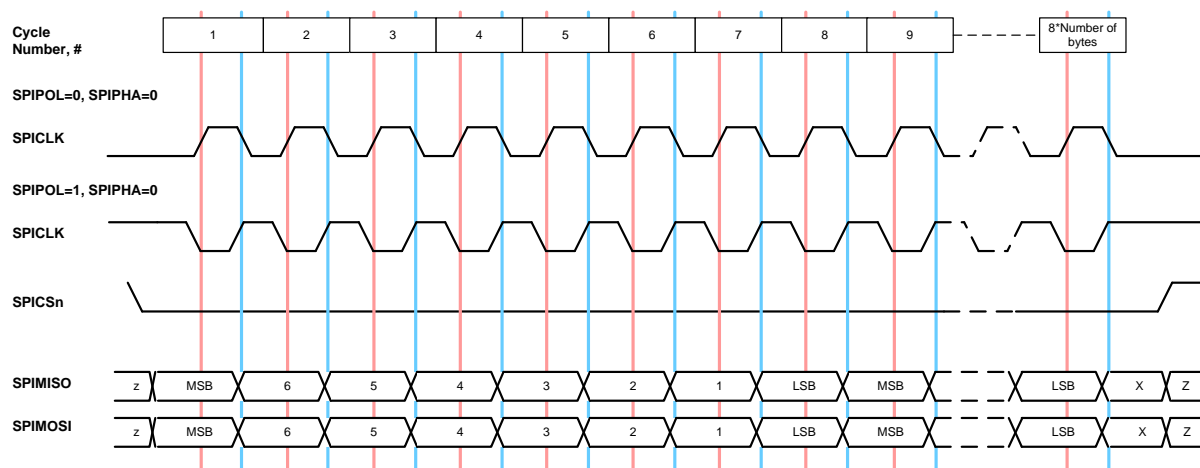 Cycle
Number, #
1 2 3 4 5 6 7 8 9
8*Number of
bytes
SPIPOL=0, SPIPHA=0
SPICLK
SPIPOL=1, SPIPHA=0
SPICLK
SPICSn
SPIMISO z MSB 6 5 4 3 2 1 LSB MSB LSB X Z
SPIMOSI z MSB 6 5 4 3 2 1 LSB MSB LSB X Z